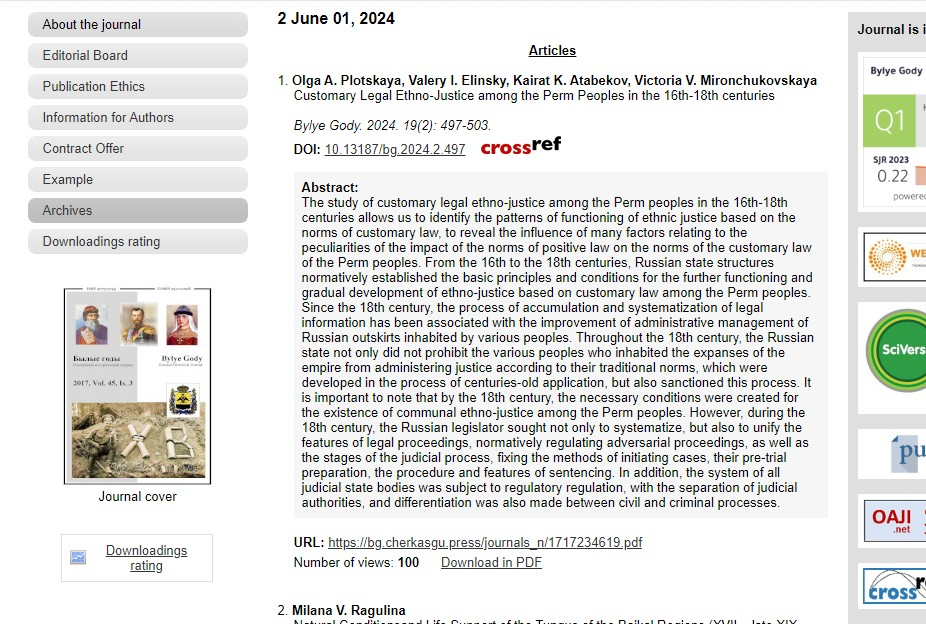 About the journal
Editorial Board
Publication Ethics
Information for Authors
Contract Offer
Example
Archives
Downloadings rating
Былые годы
Bylye Gody
2017, Vol. 45, Is. 3
Journal cover
Downloadings
rating
2 June 01, 2024
Articles
1. Olga A. Plotskaya, Valery I. Elinsky, Kairat K. Atabekov, Victoria V. Mironchukovskaya
Customary Legal Ethno-Justice among the Perm Peoples in the 16th-18th centuries
Bylye Gody. 2024. 19(2): 497-503.
DOI: 10.13187/bg.2024.2.497 crossref
Abstract:
The study of customary legal ethno-justice among the Perm peoples in the 16th-18th
centuries allows us to identify the patterns of functioning of ethnic justice based on the
norms of customary law, to reveal the influence of many factors relating to the
peculiarities of the impact of the norms of positive law on the norms of the customary law
of the Perm peoples. From the 16th to the 18th centuries, Russian state structures
normatively established the basic principles and conditions for the further functioning and
gradual development of ethno-justice based on customary law among the Perm peoples.
Since the 18th century, the process of accumulation and systematization of legal
information has been associated with the improvement of administrative management of
Russian outskirts inhabited by various peoples. Throughout the 18th century, the Russian
state not only did not prohibit the various peoples who inhabited the expanses of the
empire from administering justice according to their traditional norms, which were
developed in the process of centuries-old application, but also sanctioned this process. It
is important to note that by the 18th century, the necessary conditions were created for
the existence of communal ethno-justice among the Perm peoples. However, during the
18th century, the Russian legislator sought not only to systematize, but also to unify the
features of legal proceedings, normatively regulating adversarial proceedings, as well as
the stages of the judicial process, fixing the methods of initiating cases, their pre-trial
preparation, the procedure and features of sentencing. In addition, the system of all
judicial state bodies was subject to regulatory regulation, with the separation of judicial
authorities, and differentiation was also made between civil and criminal processes.
URL: https://bg.cherkasgu.press/journals_n/1717234619.pdf
Number of views: 100 Download in PDF
2. Milana V. Ragulina
Journal is i
Bylye Gody
Q1
SJR 2023
0.22
powere
WE
SciVers
pu
OAJI
.net
crossre